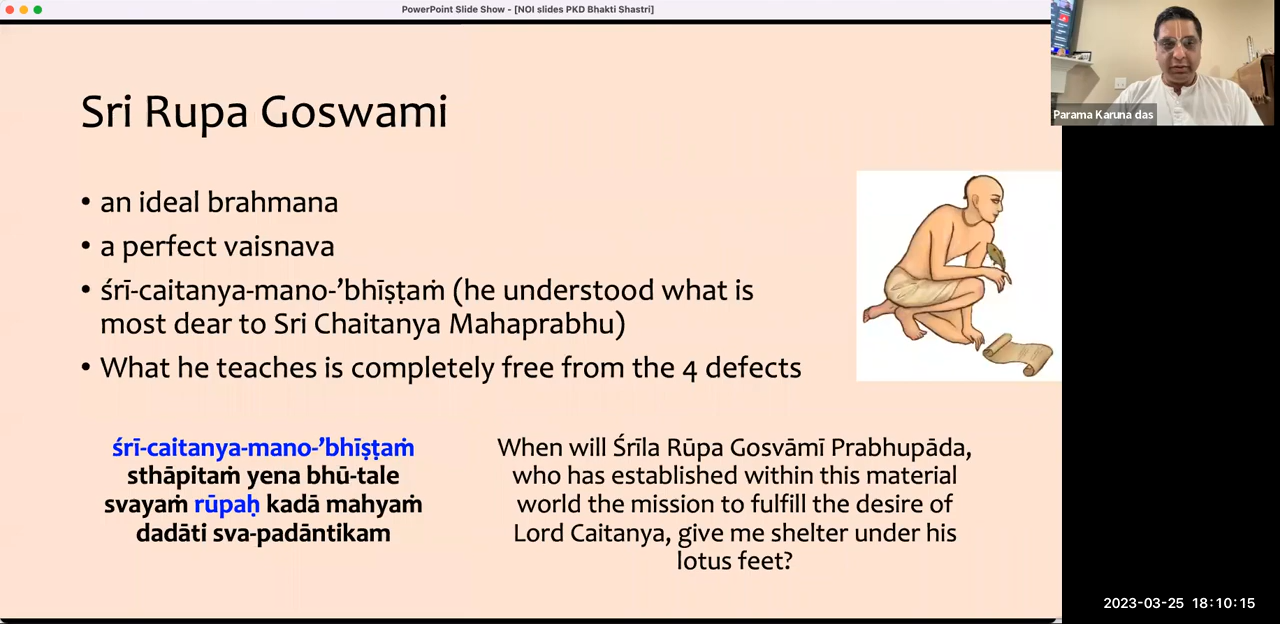 PowerPoint Slide Show - [NOI slides PKD Bhakti Shastri]
Sri Rupa Goswami
• an ideal brahmana
• a perfect vaisnava
• śrī-caitanya-mano-’bhīṣṭaṁ (he understood what is
most dear to Sri Chaitanya Mahaprabhu)
• What he teaches is completely free from the 4 defects
śrī-caitanya-mano-’bhīṣṭaṁ
sthāpitaṁ yena bhū-tale
svayaṁ rūpaḥ kadā mahyaṁ
dadāti sva-padāntikam
When will Śrīla Rūpa Gosvāmī Prabhupāda,
who has established within this material
world the mission to fulfill the desire of
Lord Caitanya, give me shelter under his
lotus feet?
Parama Karuna das
2023-03-25 18:10:15